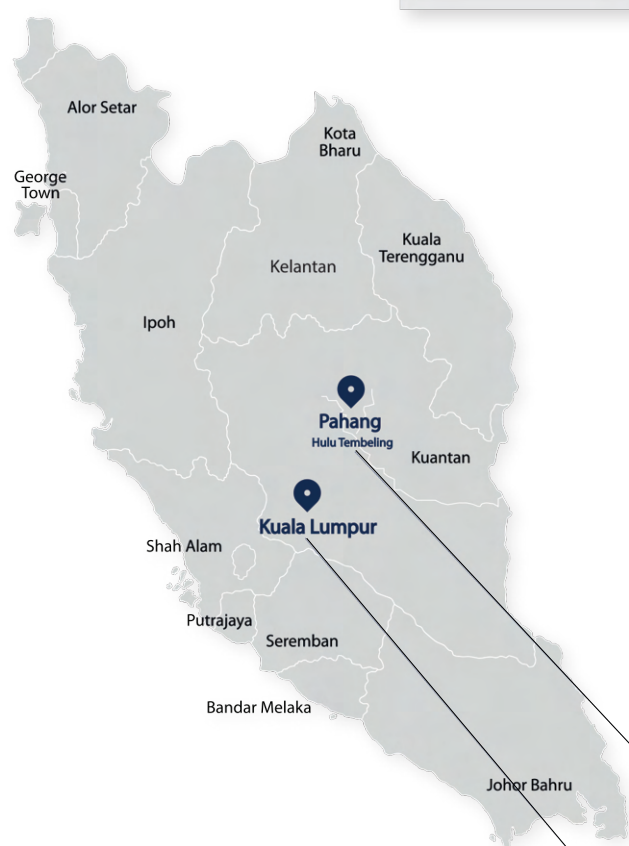 Alor Setar
Kota
Bharu
George
Town
Kuala
Terengganu
Kelantan
Ipoh
Pahang
Hulu Tembeling
Kuantan
Kuala Lumpur
Shah Alam
Putrajaya
Seremban
Bandar Melaka
Johor Bahru